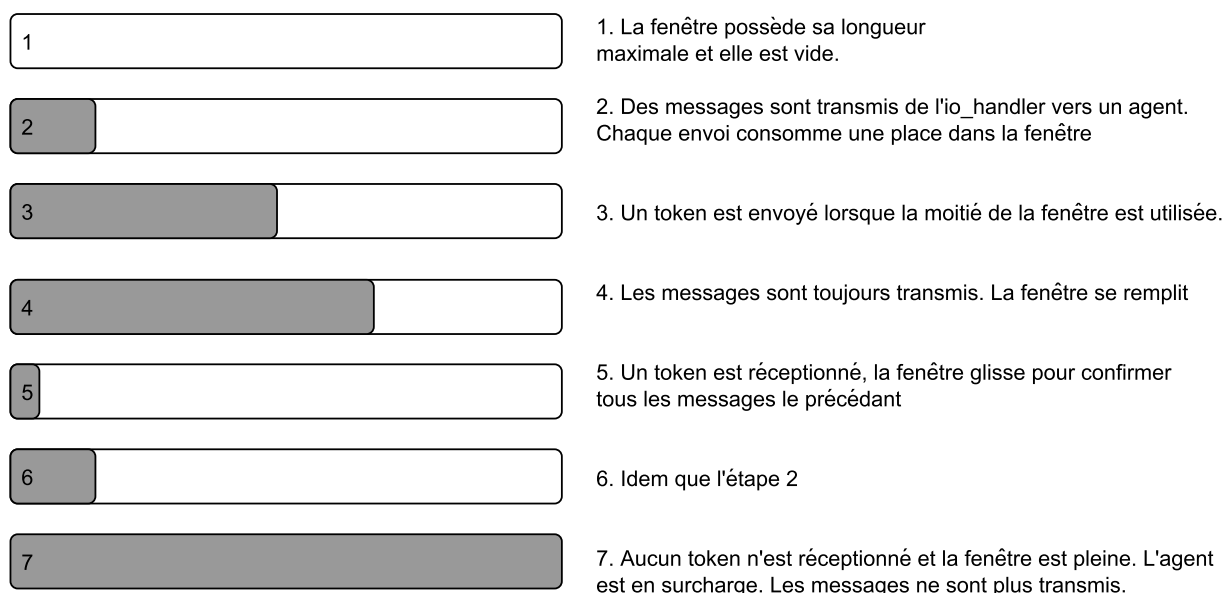 1
1. La fenêtre possède sa longueur
maximale et elle est vide.
2
2. Des messages sont transmis de l'io_handler vers un agent.
Chaque envoi consomme une place dans la fenêtre
3
3. Un token est envoyé lorsque la moitié de la fenêtre est utilisée.
4
4. Les messages sont toujours transmis. La fenêtre se remplit
5
5. Un token est réceptionné, la fenêtre glisse pour confirmer
tous les messages le précédant
6
6. Idem que l'étape 2
7
7. Aucun token n'est réceptionné et la fenêtre est pleine. L'agent
est en surcharge. Les messages ne sont plus transmis.